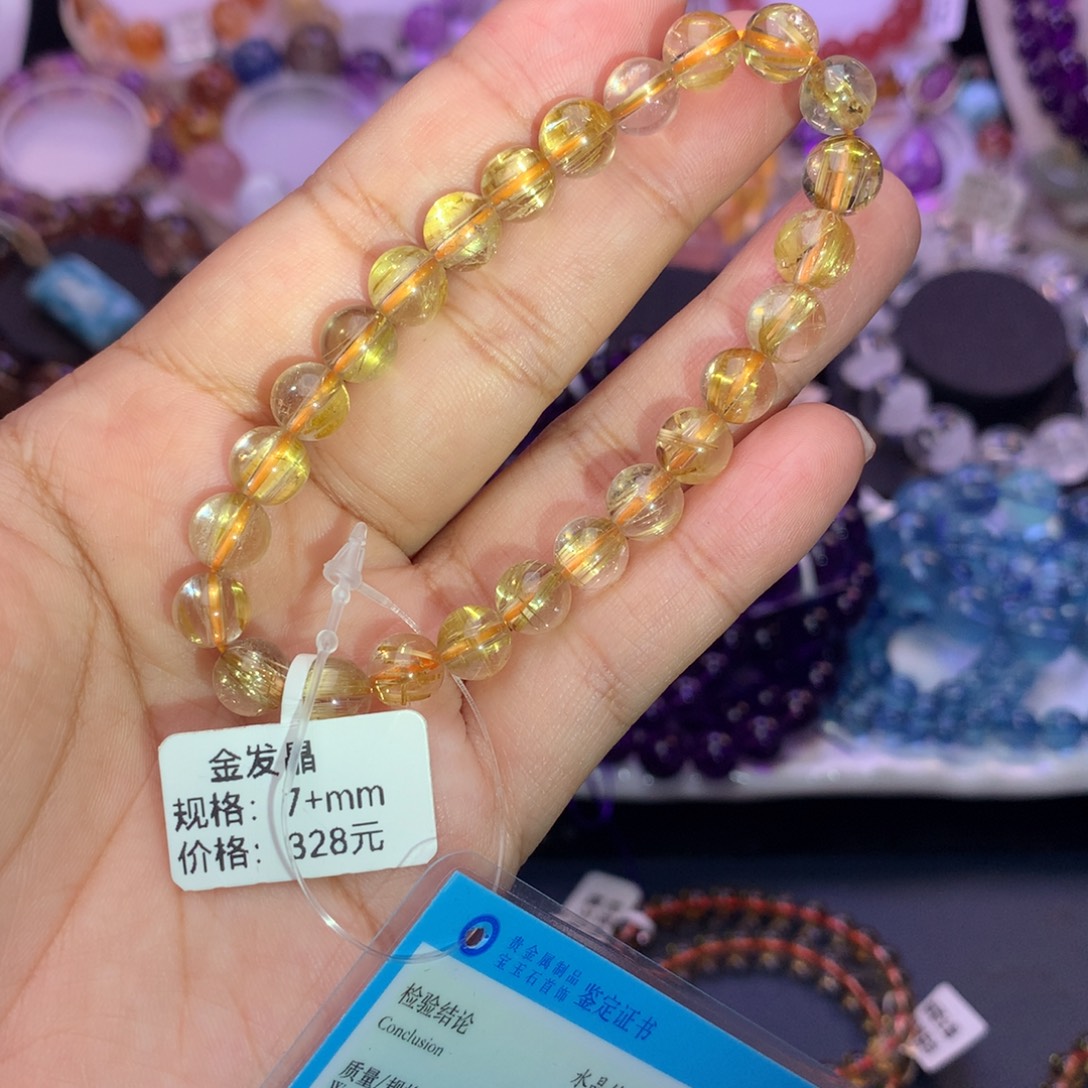 金发晶
规格: 7+mm
价格: 328元
贵金属制品
宝玉石首饰
鉴定证书
检验结论
Conclusion
质量/规
水晶